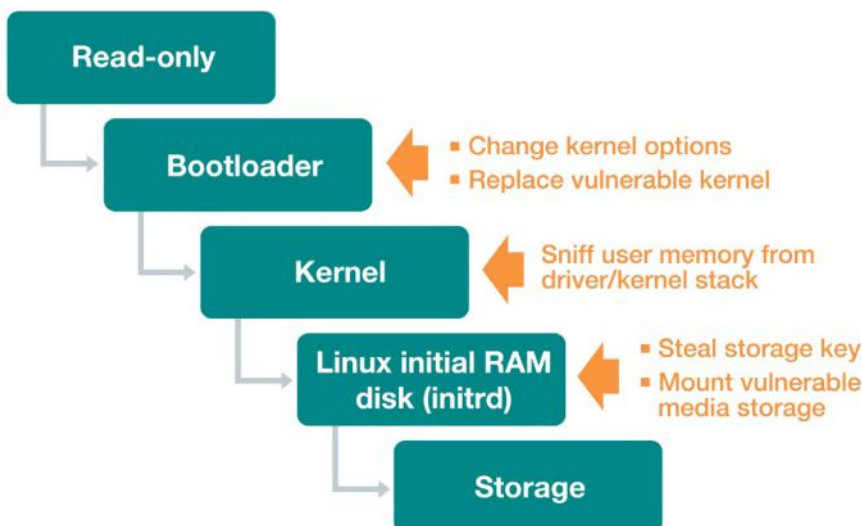 Read-only
Bootloader
▪ Change kernel options
▪ Replace vulnerable kernel
Kernel
Sniff user memory from
driver/kernel stack
Linux initial RAM
disk (initrd)
▪ Steal storage key
▪ Mount vulnerable
media storage
Storage